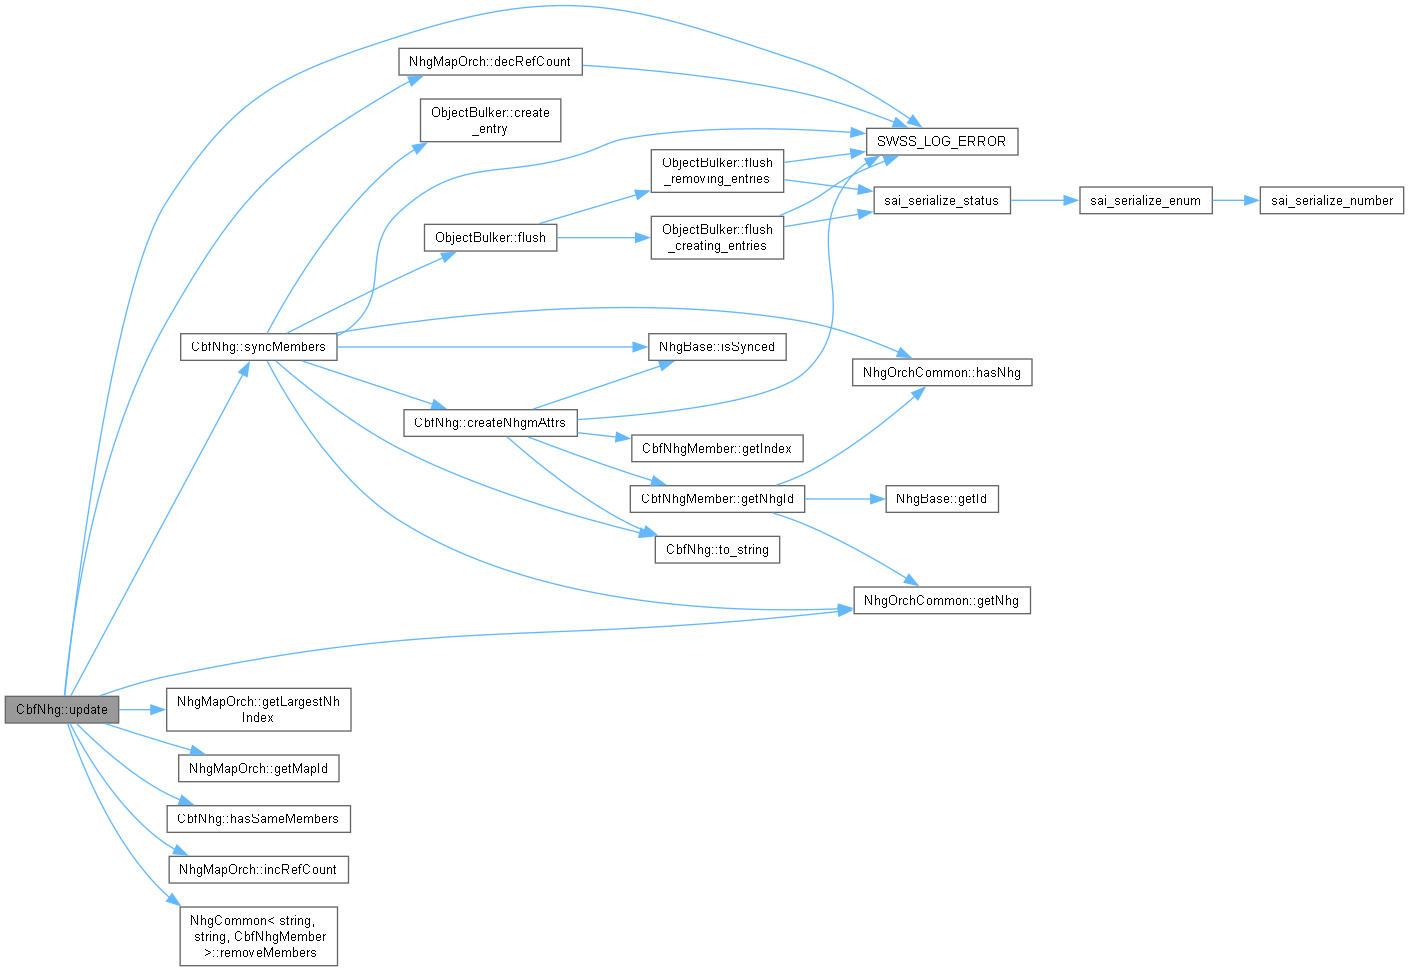 NhgMapOrch::decRefCount
ObjectBulker::create
_entry
SWSS_LOG_ERROR
ObjectBulker::flush
_removing_entries
sai_serialize_status
sai_serialize_enum
sai_serialize_number
ObjectBulker::flush
ObjectBulker::flush
_creating_entries
CbfNhg::syncMembers
NhgBase::isSynced
NhgOrchCommon::hasNhg
CbfNhg::createNhgmAttrs
CbfNhgMember::getIndex
CbfNhgMember::getNhgId
NhgBase::getId
CbfNhg::to_string
NhgOrchCommon::getNhg
CbfNhg::update
NhgMapOrch::getLargestNh
Index
NhgMapOrch::getMapId
CbfNhg::hasSameMembers
NhgMapOrch::incRefCount
NhgCommon< string,
string, CbfNhgMember
>::removeMembers